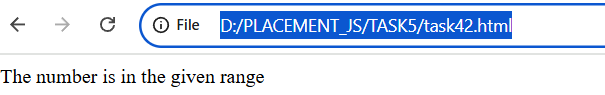 File D:/PLACEMENT_JS/TASK5/task42.html
The number is in the given range